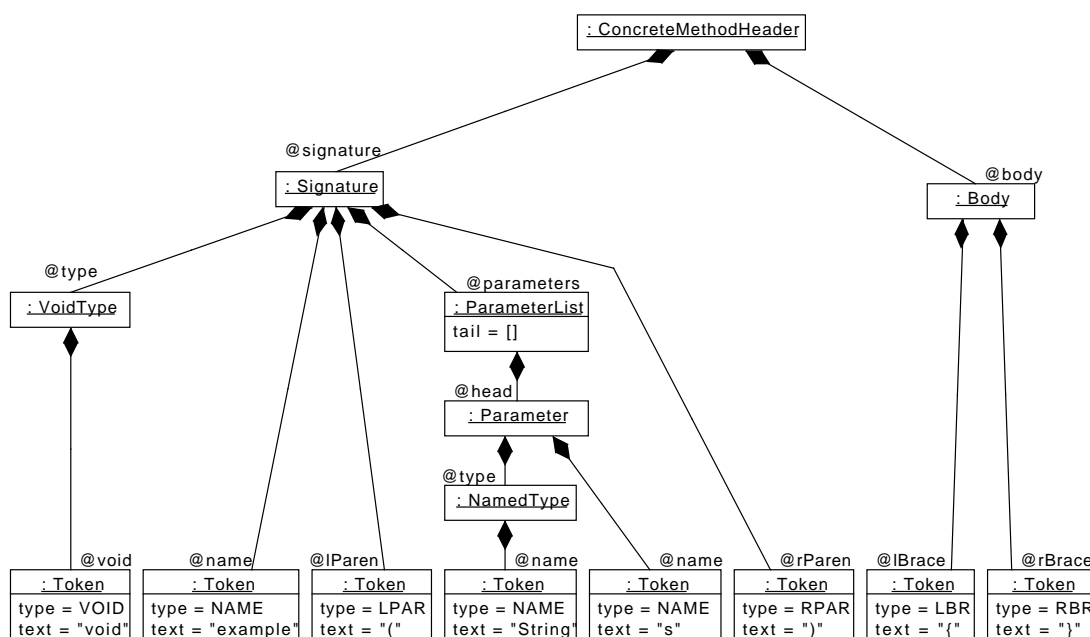 : ConcreteMethodHeader
@signature
: Signature
@body
: Body
@type
: VoidType
@parameters
: ParameterList
tail = []
@head
: Parameter
@type
: NamedType
@void
: Token
type = VOID
text = "void"
@name
: Token
type = NAME
text = "example"
@lParen
: Token
type = LPAR
text = "("
@name
: Token
type = NAME
text = "String"
@name
: Token
type = NAME
text = "s"
@rParen
: Token
type = RPAR
text = ")"
@lBrace
: Token
type = LBR
text = "{"
@rBrace
: Token
type = RBR
text = "}"